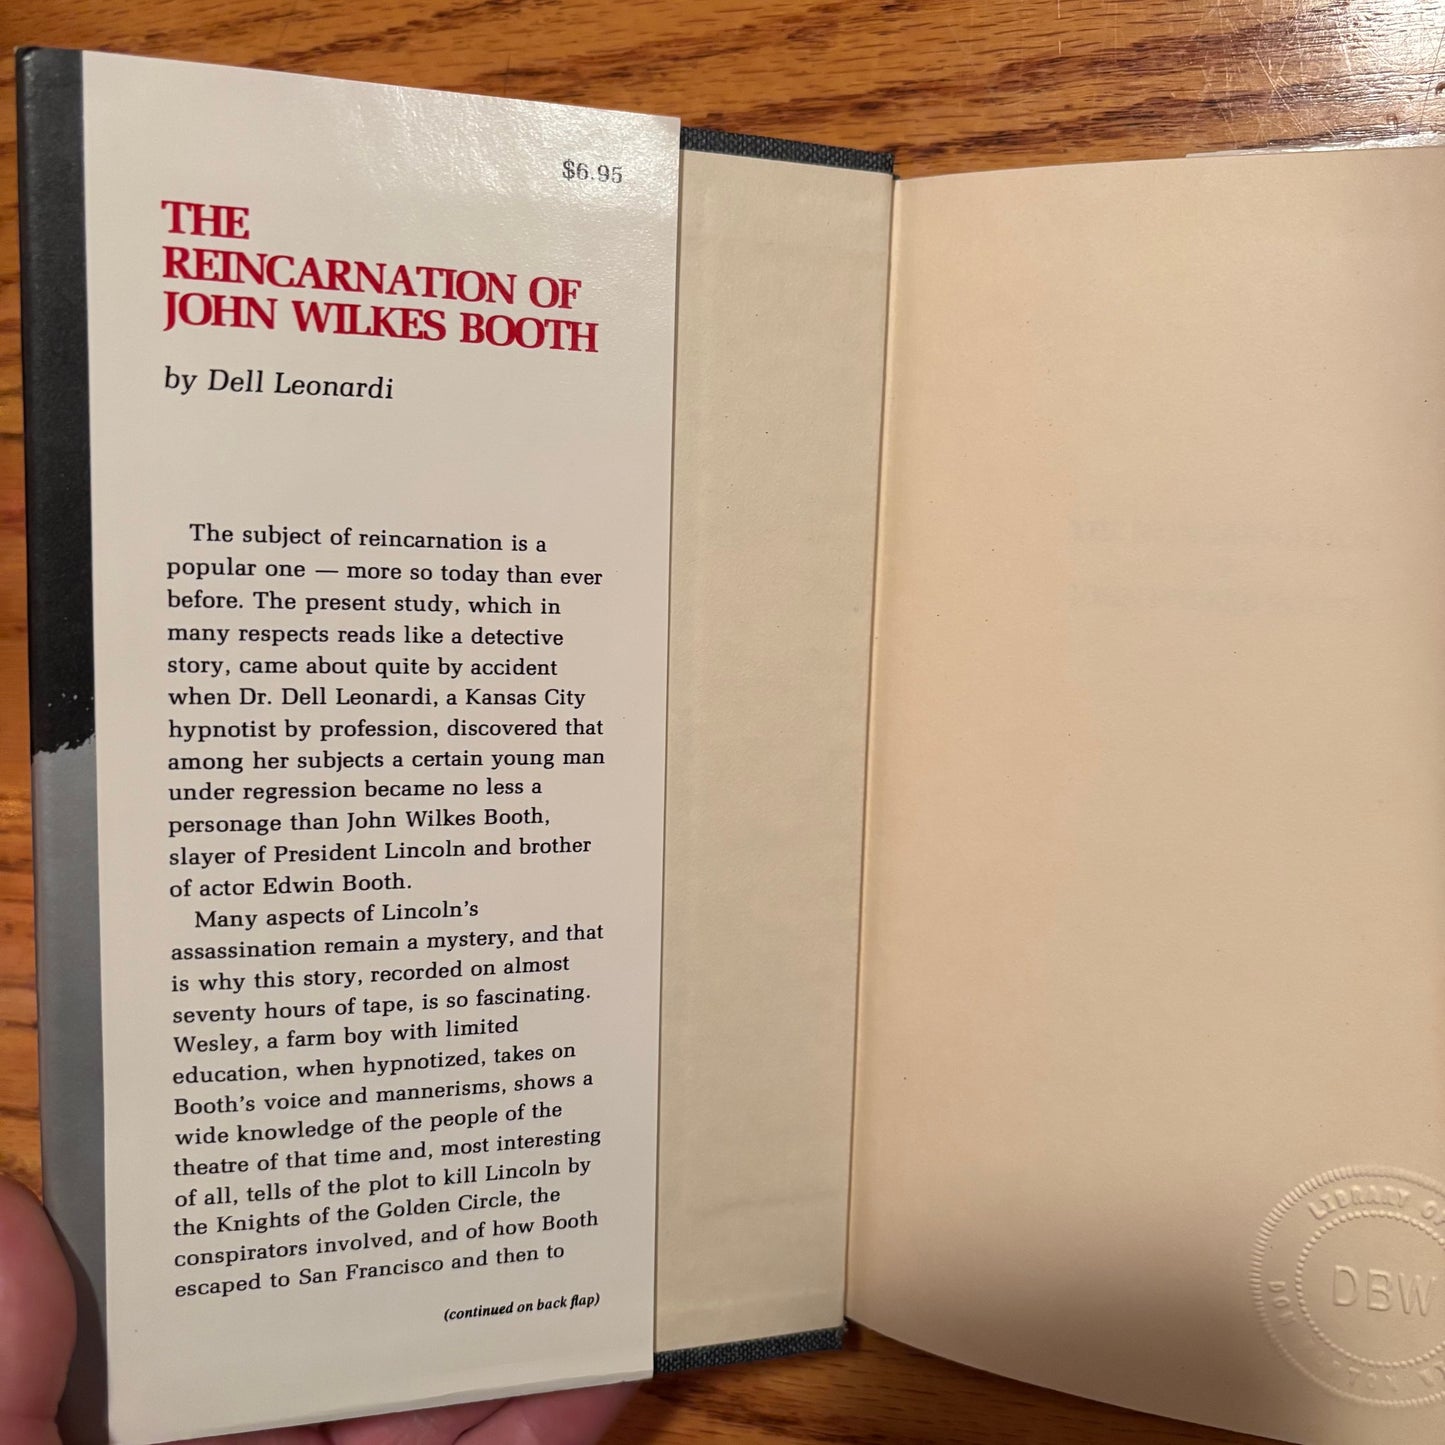 $6.95
THE
REINCARNATION OF
JOHN WILKES BOOTH
by Dell Leonardi
The subject of reincarnation is a
popular one — more so today than ever
before. The present study, which in
many respects reads like a detective
story, came about quite by accident
when Dr. Dell Leonardi, a Kansas City
hypnotist by profession, discovered that
among her subjects a certain young man
under regression became no less a
personage than John Wilkes Booth,
slayer of President Lincoln and brother
of actor Edwin Booth.
Many aspects of Lincoln's
assassination remain a mystery, and that
is why this story, recorded on almost
seventy hours of tape, is so fascinating.
Wesley, a farm boy with limited
education, when hypnotized, takes on
Booth's voice and mannerisms, shows a
wide knowledge of the people of the
theatre of that time and, most interesting
of all, tells of the plot to kill Lincoln by
the Knights of the Golden Circle, the
conspirators involved, and of how Booth
escaped to San Francisco and then to
(continued on back flap)
LIBRARY OF
DBW